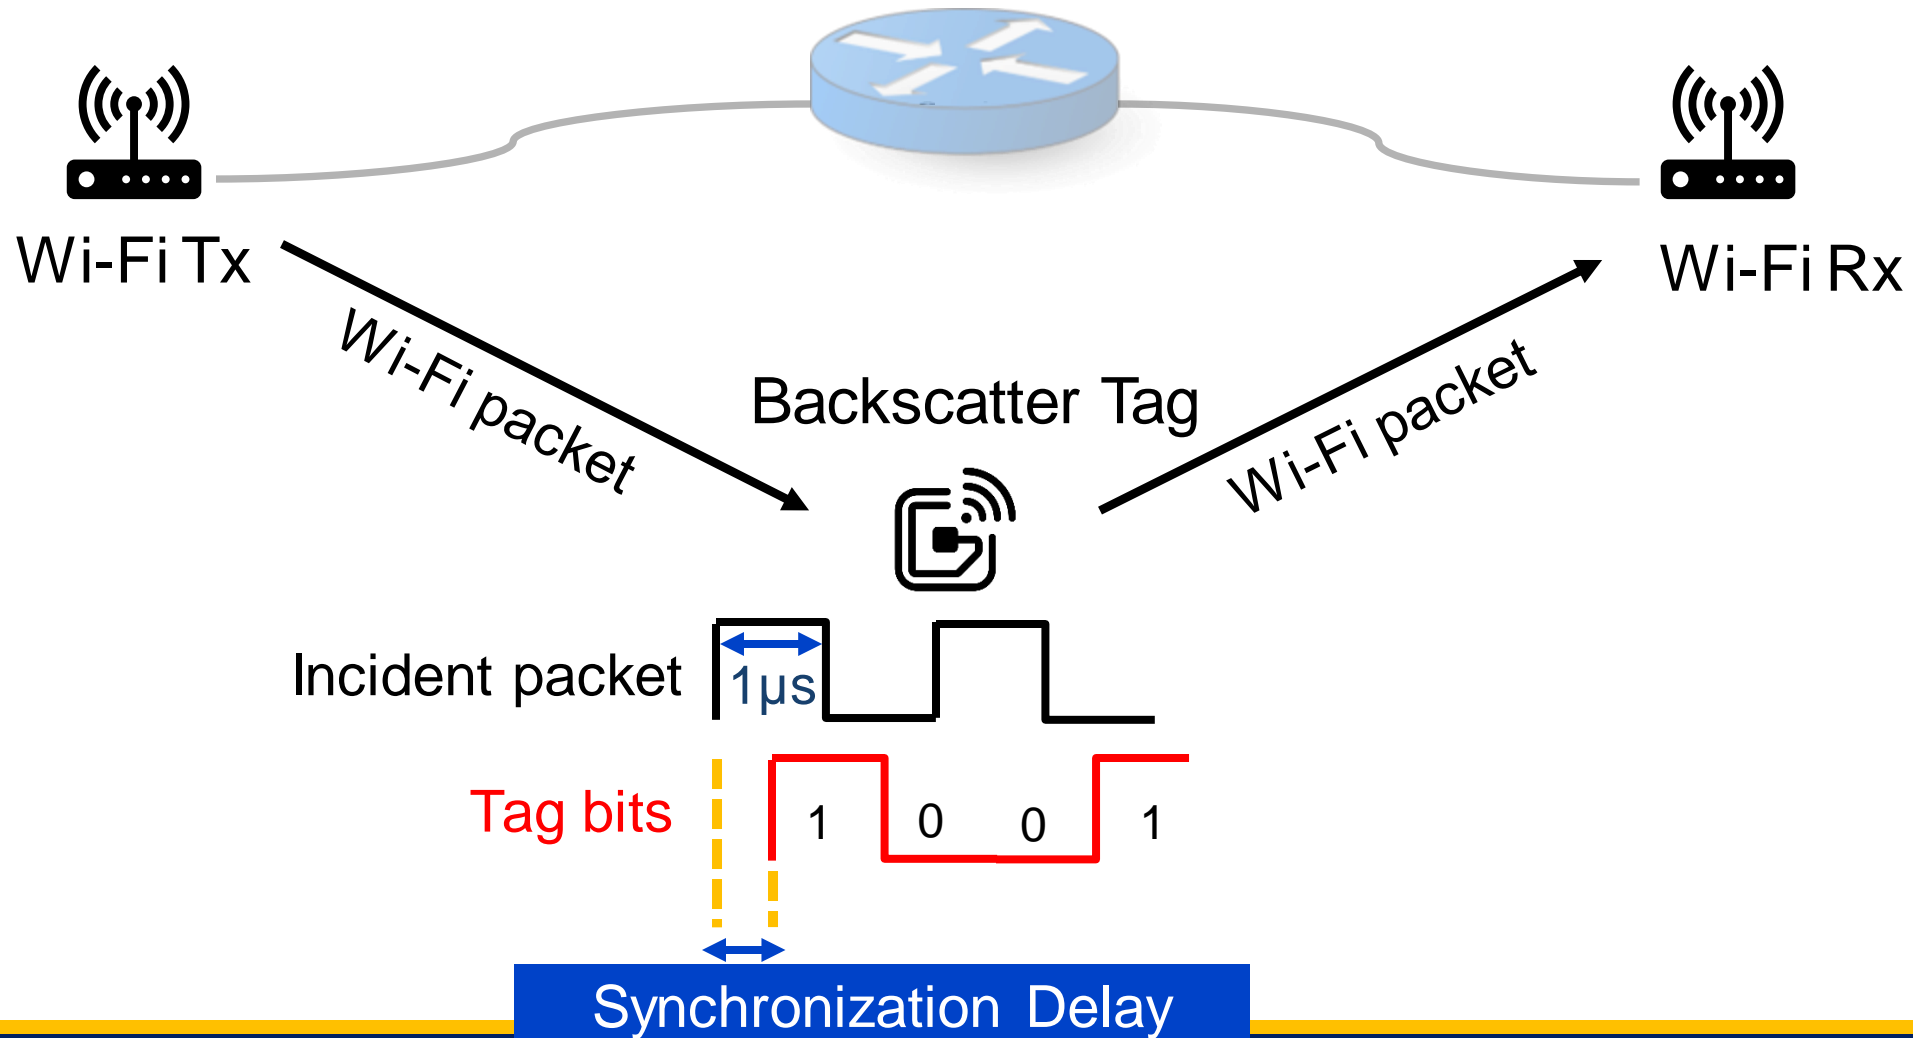 Wi-Fi Tx
Wi-Fi Rx
Wi-Fi packet
Wi-Fi packet
Backscatter Tag
Incident packet
1µs
Tag bits
1 0 0 1
Synchronization Delay